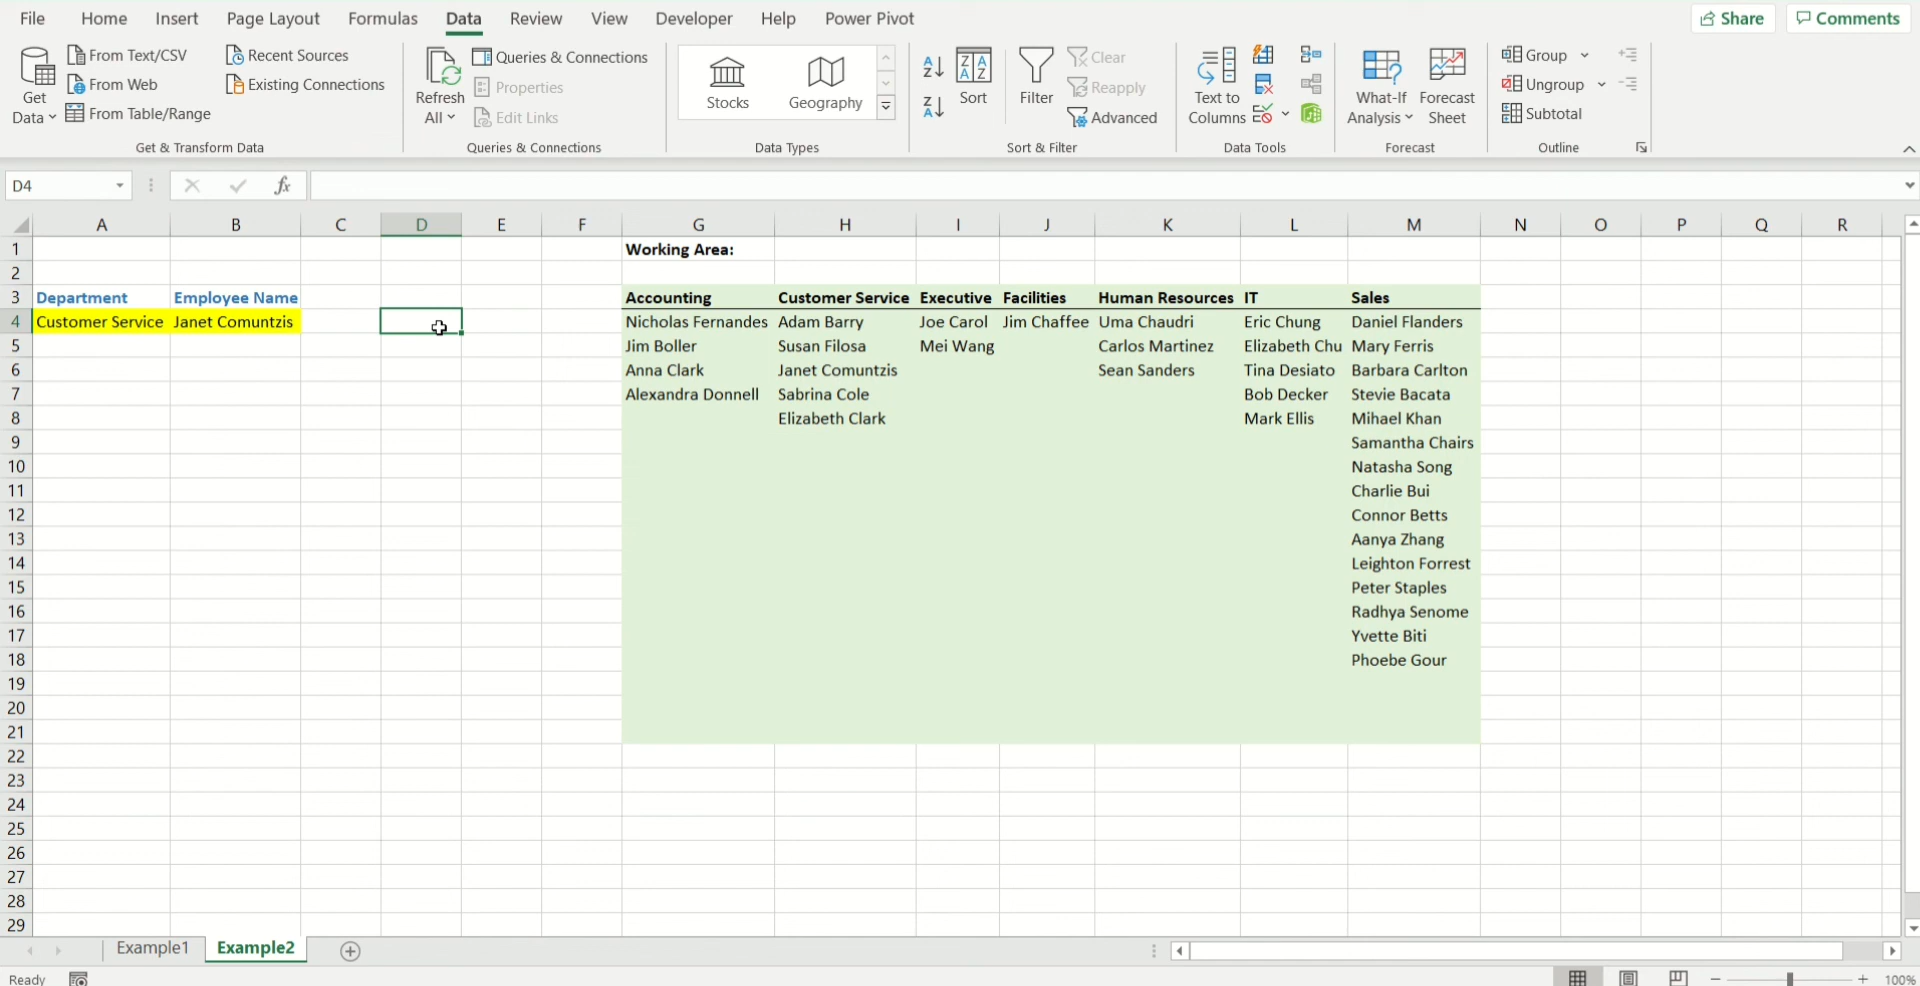 File Home Insert Page Layout Formulas Data Review View Developer Help Power Pivot Share Comments
Get Data
From Text/CSV
From Web
From Table/Range
Recent Sources
Existing Connections
Get & Transform Data
Refresh All
Queries & Connections
Properties
Edit Links
Queries & Connections
Stocks Geography
Data Types
Sort
Filter
Clear
Reapply
Advanced
Sort & Filter
Text to Columns
Data Tools
What-If Analysis
Forecast Sheet
Forecast
Group
Ungroup
Subtotal
Outline
D4 fx
A B C D E F G H I J K L M N O P Q R
1 Working Area:
2
3 Department Employee Name Accounting Customer Service Executive Facilities Human Resources IT Sales
4 Customer Service Janet Comuntzis Nicholas Fernandes Adam Barry Joe Carol Jim Chaffee Uma Chaudri Eric Chung Daniel Flanders
5 Jim Boller Susan Filosa Mei Wang Carlos Martinez Elizabeth Chu Mary Ferris
6 Anna Clark Janet Comuntzis Sean Sanders Tina Desiato Barbara Carlton
7 Alexandra Donnell Sabrina Cole Bob Decker Stevie Bacata
8 Elizabeth Clark Mark Ellis Mihael Khan
9 Samantha Chairs
10 Natasha Song
11 Charlie Bui
12 Connor Betts
13 Aanya Zhang
14 Leighton Forrest
15 Peter Staples
16 Radhya Senome
17 Yvette Biti
18 Phoebe Gour
19
20
21
22
23
24
25
26
27
28
29
Example1 Example2
Ready 100%